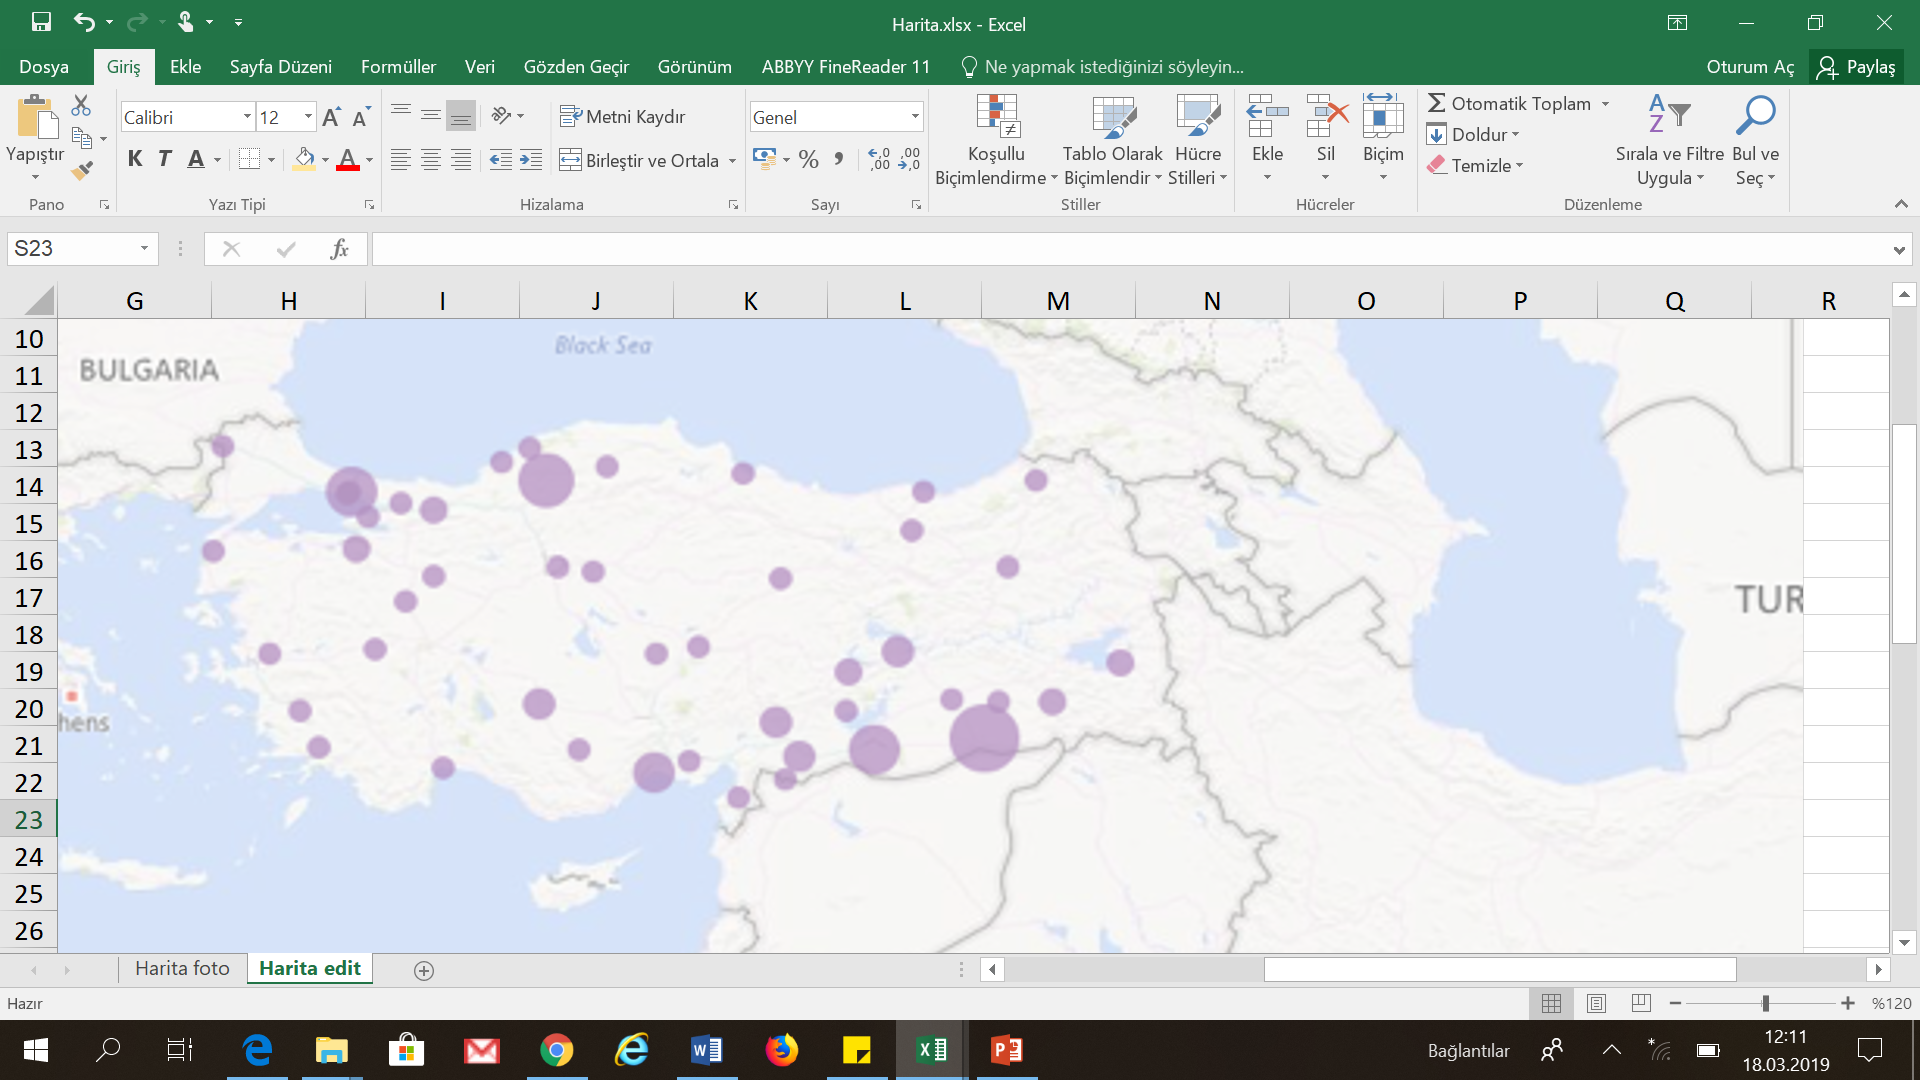 Harita.xlsx - Excel
Dosya Giriş Ekle Sayfa Düzeni Formüller Veri Gözden Geçir Görünüm ABBYY FineReader 11 Ne yapmak istediğinizi söyleyin... Oturum Aç Paylaş
Yapıştır
Pano
Calibri 12
K T A A
Yazı Tipi
Metni Kaydır
Birleştir ve Ortala
Hizalama
Genel
% ,00 ,0
Sayı
Koşullu Biçimlendirme
Tablo Olarak Biçimlendir
Hücre Stilleri
Stiller
Ekle Sil Biçim
Hücreler
Otomatik Toplam
Doldur
Temizle
Sırala ve Filtre Uygula
Bul ve Seç
Düzenleme
S23 fx
G H I J K L M N O P Q R
10
11
12
13
14
15
16
17
18
19
20
21
22
23
24
25
26
Black Sea
BULGARIA
TUR
hens
Harita foto Harita edit
Hazır %120
Bağlantılar 12:11
18.03.2019